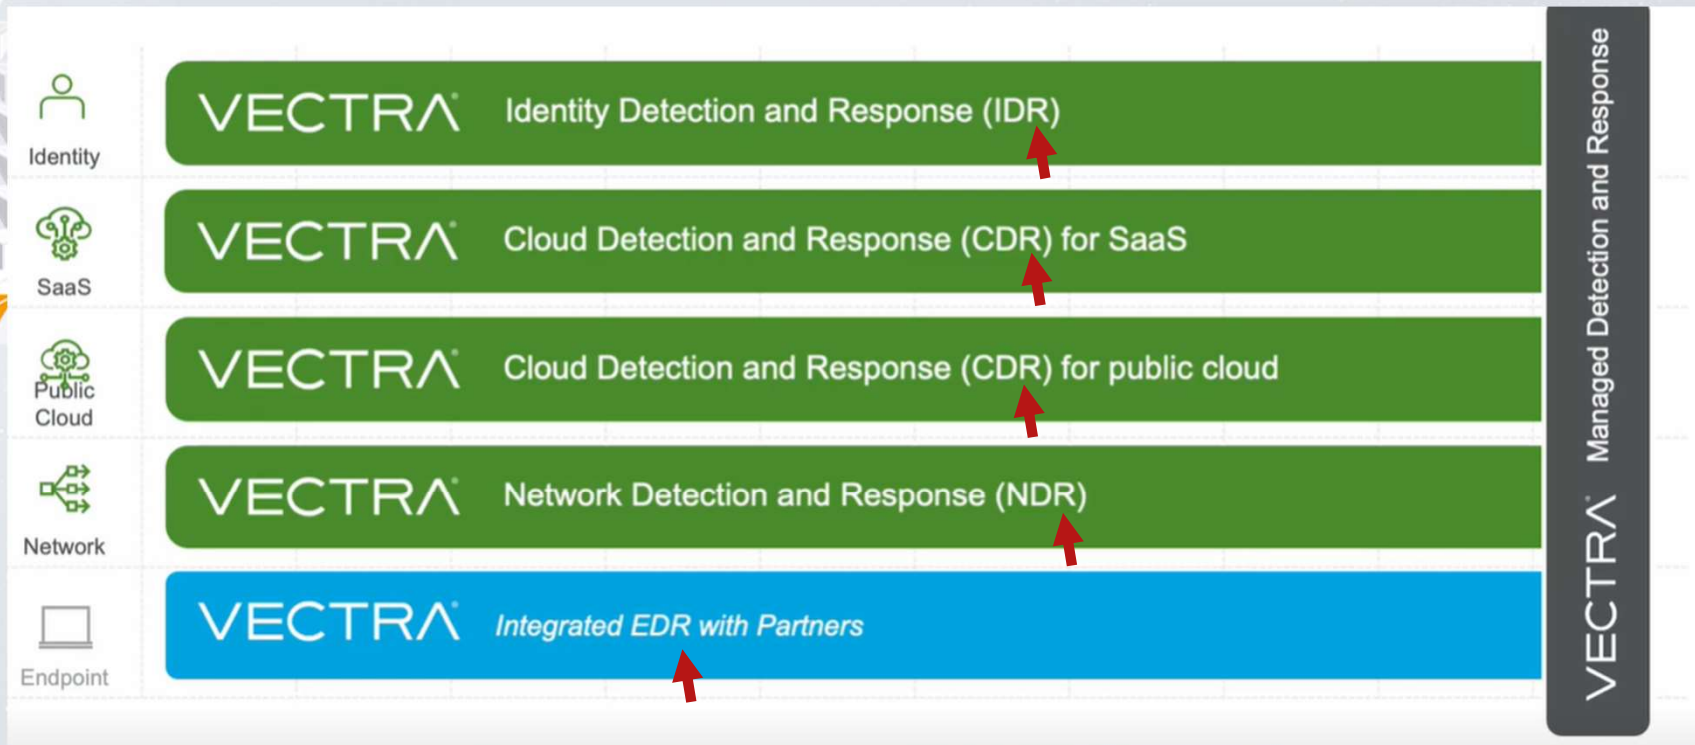 Identity
VECTRA Identity Detection and Response (IDR)
SaaS
VECTRA Cloud Detection and Response (CDR) for SaaS
Public
Cloud
VECTRA Cloud Detection and Response (CDR) for public cloud
Network
VECTRA Network Detection and Response (NDR)
Endpoint
VECTRA Integrated EDR with Partners
VECTRA Managed Detection and Response